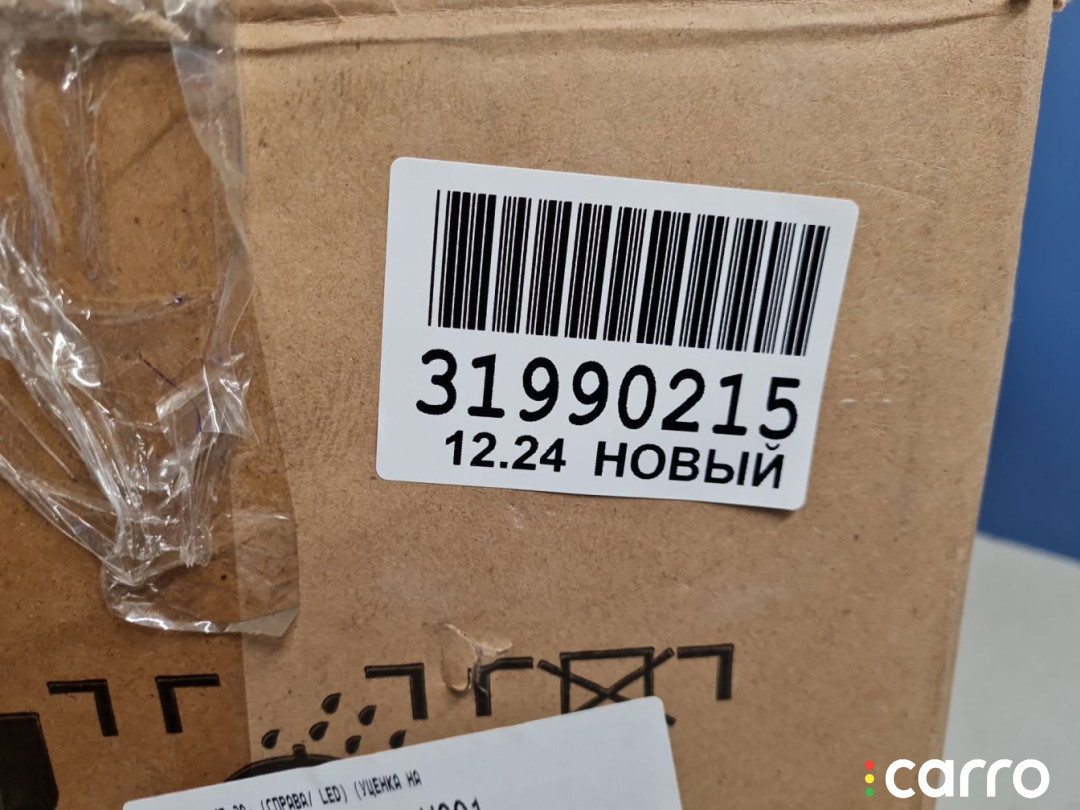 31990215
12.24 НОВЫЙ
(СПРАВА/ LED) (УЦЕНКА НА
carro